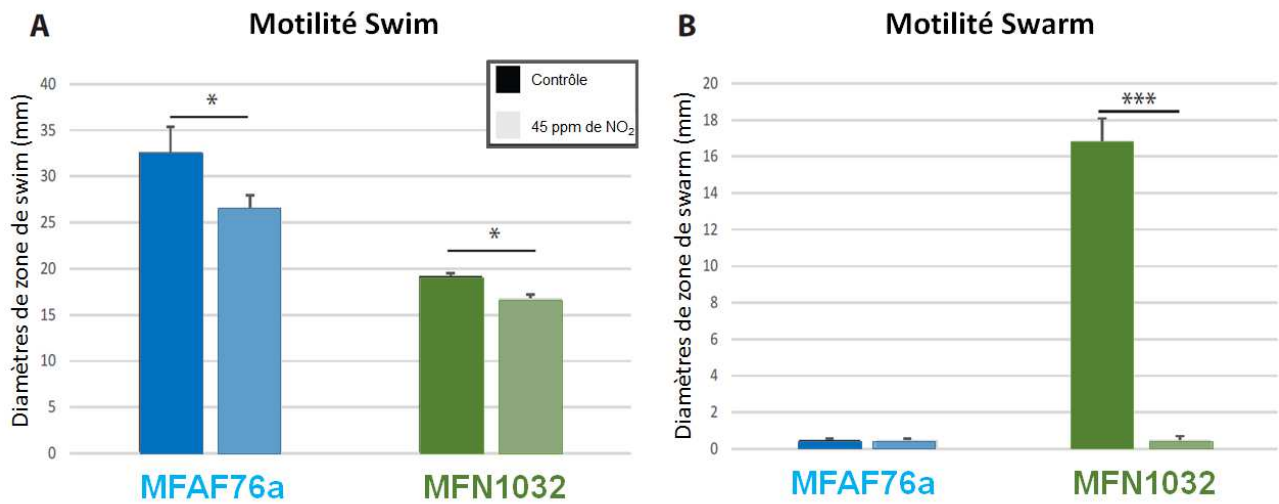 A
Motilité Swim
Diamètres de zone de swim (mm)
40
35
30
25
20
15
10
5
0
*
*
Contrôle
45 ppm de NO₂
MFAF76a
MFN1032
B
Motilité Swarm
Diamètres de zone de swarm (mm)
20
18
16
14
12
10
8
6
4
2
0
***
MFAF76a
MFN1032